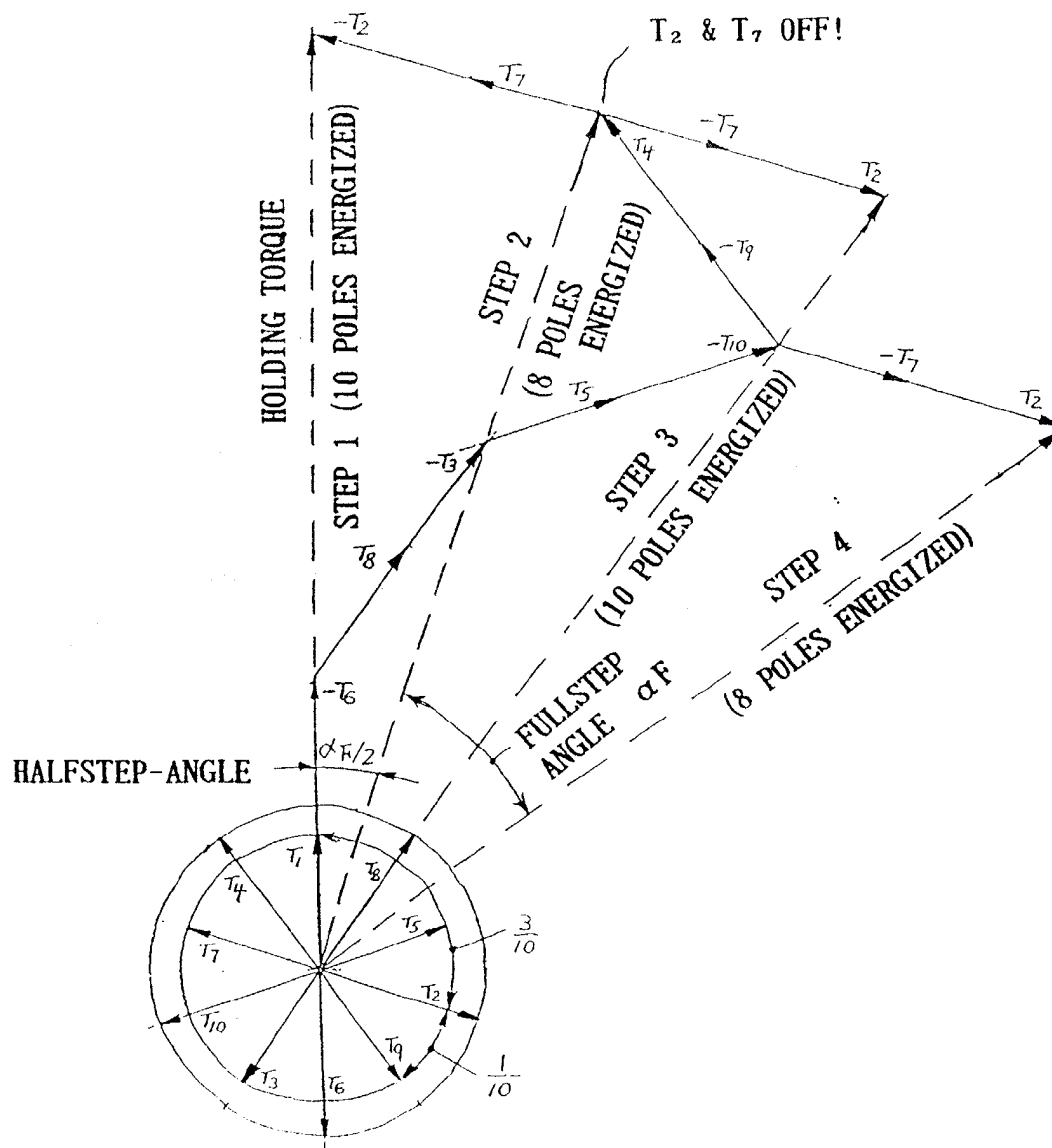 T₂ & T₇ OFF!
-T₂
T₇
-T₇
T₂
T₄
-T₉
HOLDING TORQUE
STEP 1 (10 POLES ENERGIZED)
STEP 2
(8 POLES
ENERGIZED)
-T₁₀
-T₇
T₂
T₅
-T₃
T₈
STEP 3
(10 POLES ENERGIZED)
STEP 4
(8 POLES ENERGIZED)
FULLSTEP
ANGLE αF
-T₆
αF/2
HALFSTEP-ANGLE
T₁
T₈
T₄
T₅
T₇
3/10
T₂
T₁₀
T₉
T₃
T₆
1/10